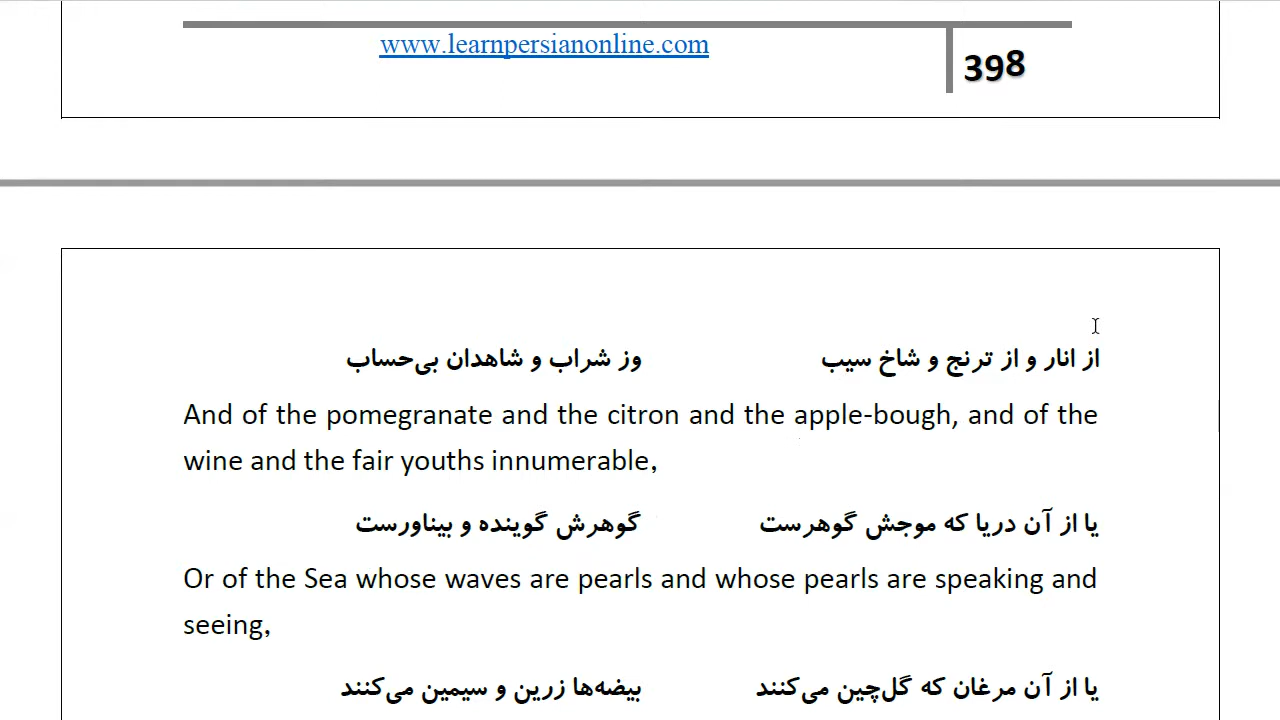 www.learnpersianonline.com
398
از انار و از ترنج و شاخ سیب وز شراب و شاهدان بی‌حساب
And of the pomegranate and the citron and the apple-bough, and of the
wine and the fair youths innumerable,
یا از آن دریا که موجش گوهرست گوهرش گوینده و بیناورست
Or of the Sea whose waves are pearls and whose pearls are speaking and
seeing,
یا از آن مرغان که گل‌چین می‌کنند بیضه‌ها زرین و سیمین می‌کنند